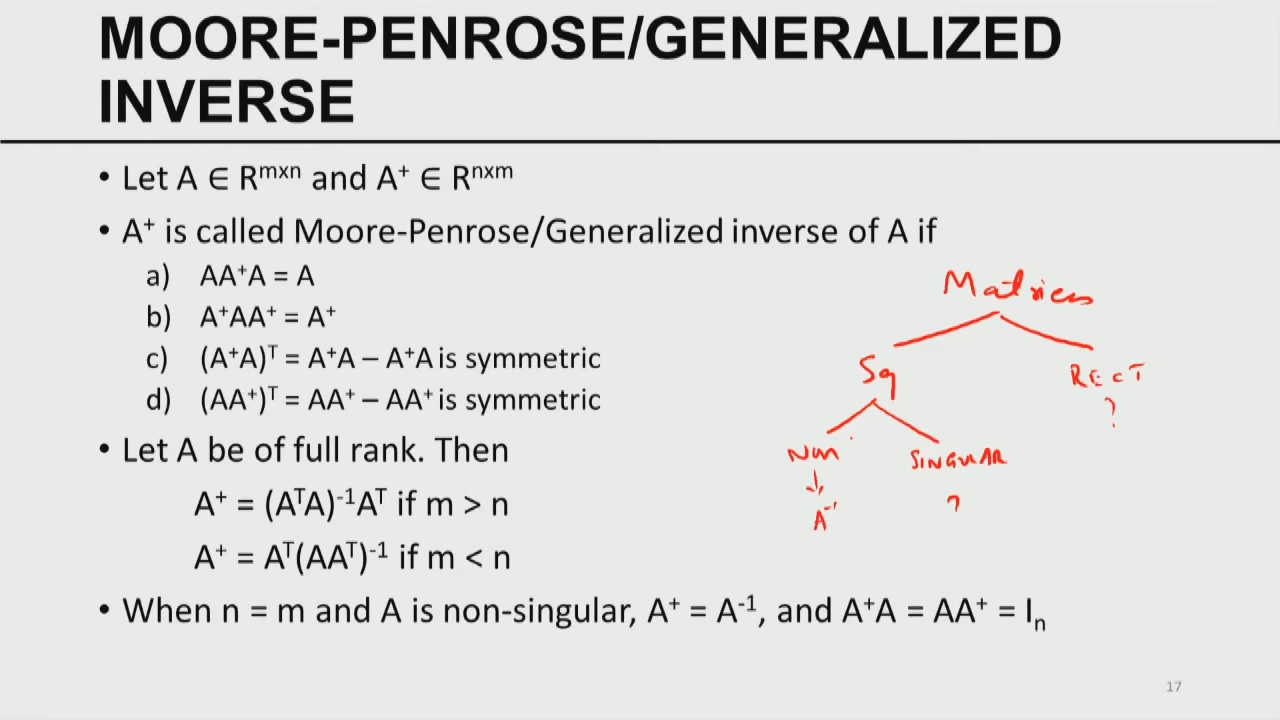 MOORE-PENROSE/GENERALIZED
INVERSE
• Let A ∈ Rᵐˣⁿ and A⁺ ∈ Rⁿˣᵐ
• A⁺ is called Moore-Penrose/Generalized inverse of A if
a) AA⁺A = A
b) A⁺AA⁺ = A⁺
c) (A⁺A)ᵀ = A⁺A – A⁺A is symmetric
d) (AA⁺)ᵀ = AA⁺ – AA⁺ is symmetric
• Let A be of full rank. Then
A⁺ = (AᵀA)⁻¹Aᵀ if m > n
A⁺ = Aᵀ(AAᵀ)⁻¹ if m < n
• When n = m and A is non-singular, A⁺ = A⁻¹, and A⁺A = AA⁺ = Iₙ
Matrices
Sq RECT
?
Non SINGULAR
↓
A⁻¹ ?
17